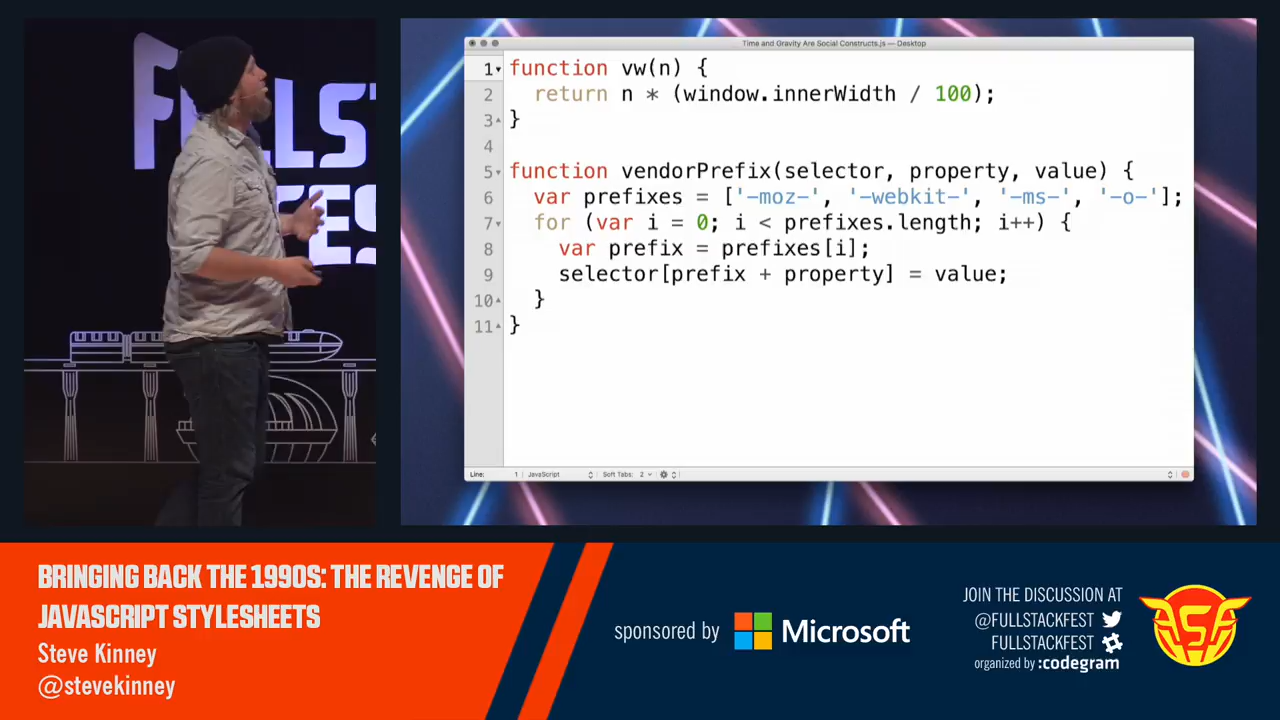 FULLST
FES
Time and Gravity Are Social Constructs.js — Desktop
1 function vw(n) {
2 return n * (window.innerWidth / 100);
3 }
4
5 function vendorPrefix(selector, property, value) {
6 var prefixes = ['-moz-', '-webkit-', '-ms-', '-o-'];
7 for (var i = 0; i < prefixes.length; i++) {
8 var prefix = prefixes[i];
9 selector[prefix + property] = value;
10 }
11 }
Line: 1 JavaScript Soft Tabs: 2
BRINGING BACK THE 1990S: THE REVENGE OF
JAVASCRIPT STYLESHEETS
Steve Kinney
@stevekinney
sponsored by Microsoft
JOIN THE DISCUSSION AT
@FULLSTACKFEST
FULLSTACKFEST
organized by :codegram
FSF